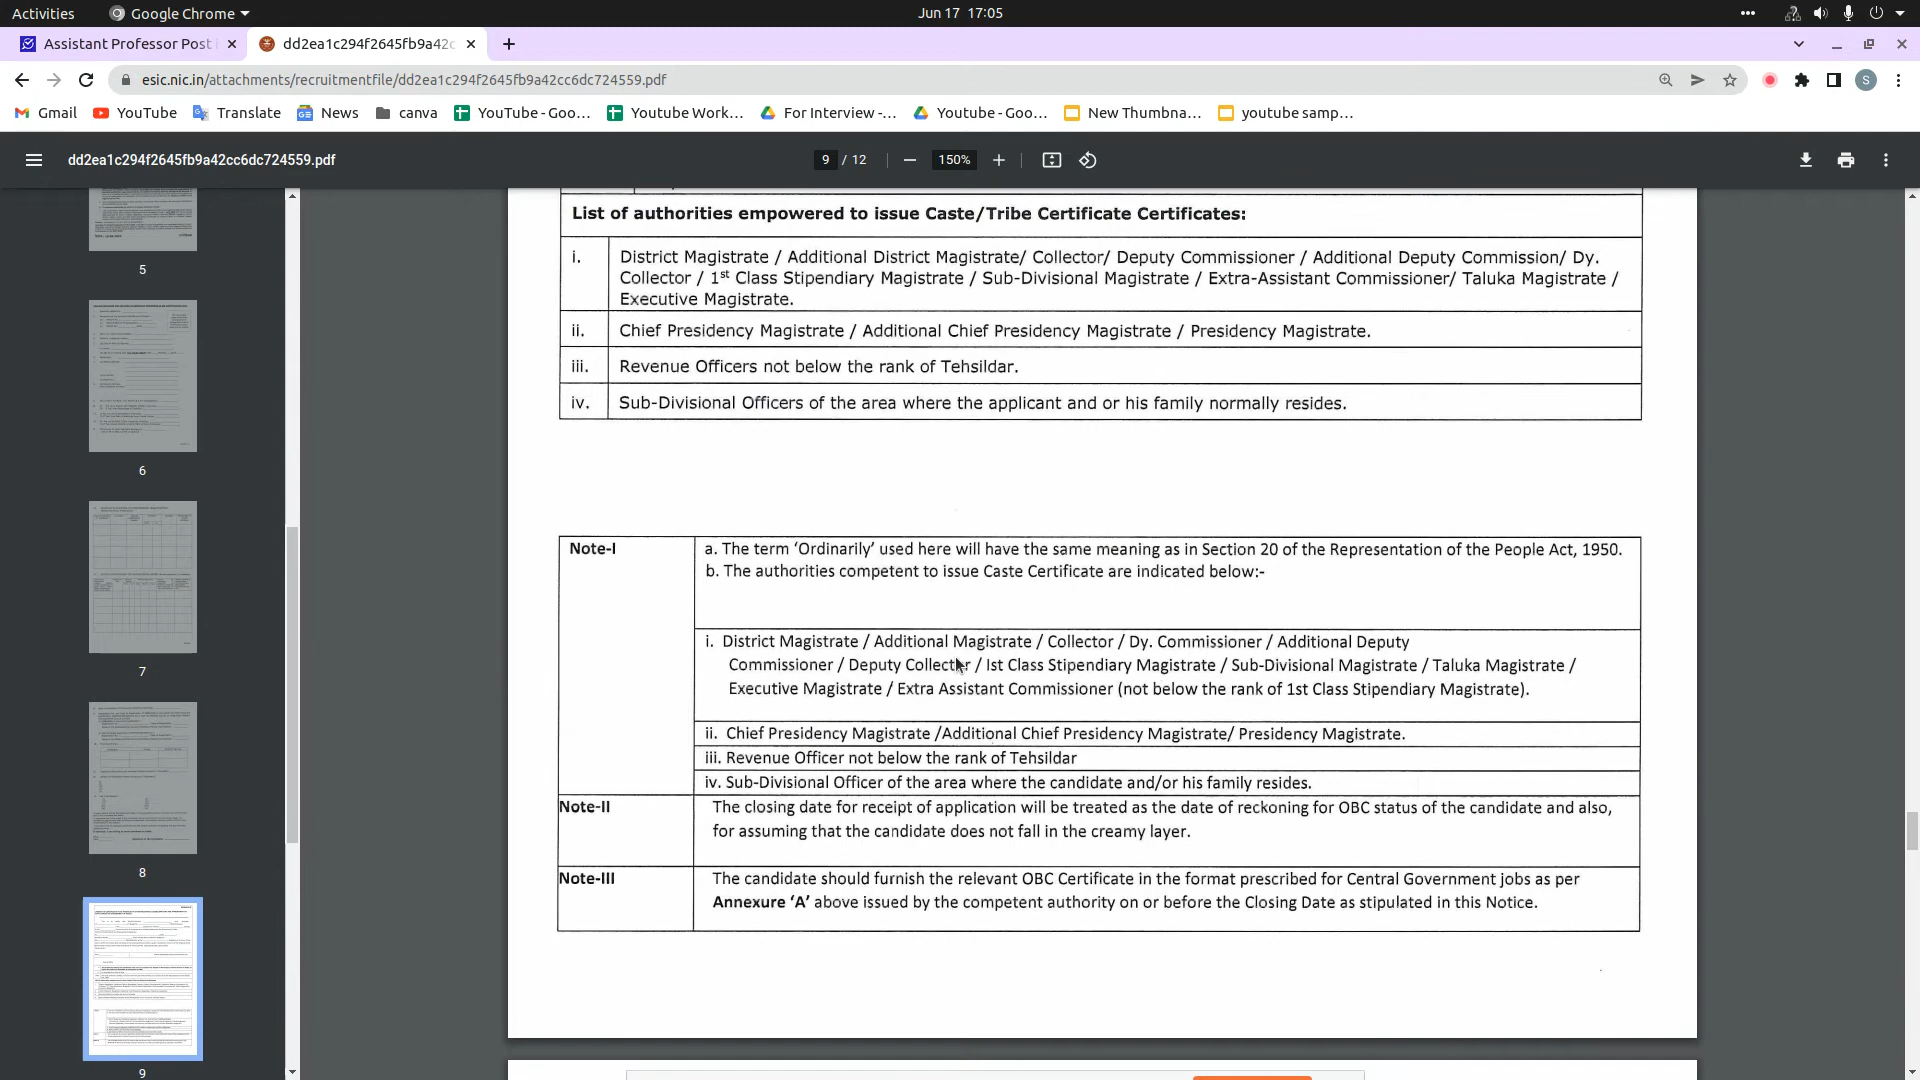 Activities
Google Chrome
Jun 17 17:05
Assistant Professor Post
dd2ea1c294f2645fb9a42c
esic.nic.in/attachments/recruitmentfile/dd2ea1c294f2645fb9a42cc6dc724559.pdf
S
Gmail
YouTube
Translate
News
canva
YouTube - Goo...
Youtube Work...
For Interview -...
Youtube - Goo...
New Thumbna...
youtube samp...
dd2ea1c294f2645fb9a42cc6dc724559.pdf
9 / 12
150%
5
6
7
8
9
List of authorities empowered to issue Caste/Tribe Certificate Certificates:
i. District Magistrate / Additional District Magistrate/ Collector/ Deputy Commissioner / Additional Deputy Commission/ Dy.
Collector / 1st Class Stipendiary Magistrate / Sub-Divisional Magistrate / Extra-Assistant Commissioner/ Taluka Magistrate /
Executive Magistrate.
ii. Chief Presidency Magistrate / Additional Chief Presidency Magistrate / Presidency Magistrate.
iii. Revenue Officers not below the rank of Tehsildar.
iv. Sub-Divisional Officers of the area where the applicant and or his family normally resides.
Note-I a. The term ‘Ordinarily’ used here will have the same meaning as in Section 20 of the Representation of the People Act, 1950.
b. The authorities competent to issue Caste Certificate are indicated below:-
i. District Magistrate / Additional Magistrate / Collector / Dy. Commissioner / Additional Deputy
Commissioner / Deputy Collector / Ist Class Stipendiary Magistrate / Sub-Divisional Magistrate / Taluka Magistrate /
Executive Magistrate / Extra Assistant Commissioner (not below the rank of 1st Class Stipendiary Magistrate).
ii. Chief Presidency Magistrate /Additional Chief Presidency Magistrate/ Presidency Magistrate.
iii. Revenue Officer not below the rank of Tehsildar
iv. Sub-Divisional Officer of the area where the candidate and/or his family resides.
Note-II The closing date for receipt of application will be treated as the date of reckoning for OBC status of the candidate and also,
for assuming that the candidate does not fall in the creamy layer.
Note-III The candidate should furnish the relevant OBC Certificate in the format prescribed for Central Government jobs as per
Annexure ‘A’ above issued by the competent authority on or before the Closing Date as stipulated in this Notice.